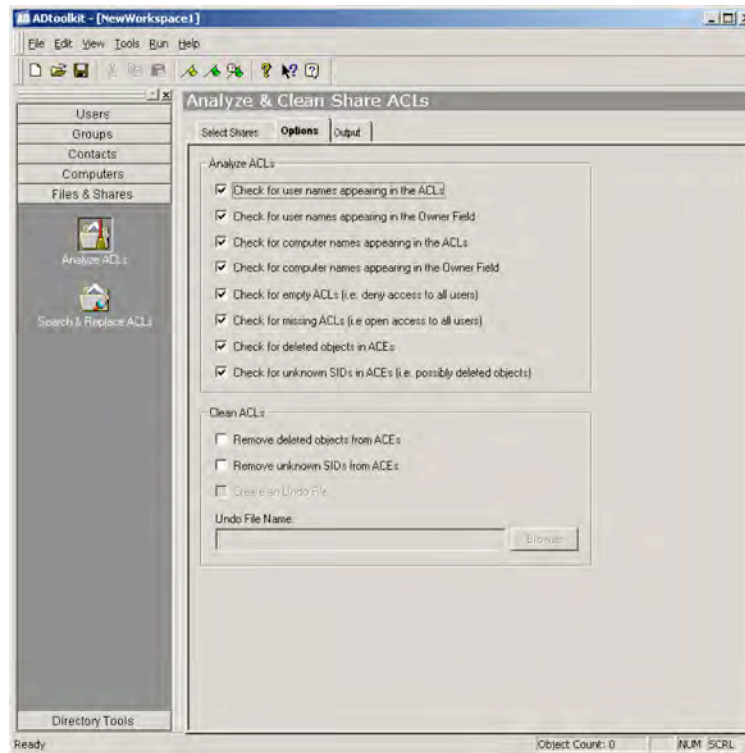 ADtoolkit - [NewWorkspace1]
File Edit View Tools Run Help
Users
Groups
Contacts
Computers
Files & Shares
Analyze ACLs
Search & Replace ACLs
Directory Tools
Analyze & Clean Share ACLs
Select Shares Options Output
Analyze ACLs
Check for user names appearing in the ACLs
Check for user names appearing in the Owner Field
Check for computer names appearing in the ACLs
Check for computer names appearing in the Owner Field
Check for empty ACLs (i.e. deny access to all users)
Check for missing ACLs (i.e open access to all users)
Check for deleted objects in ACEs
Check for unknown SIDs in ACEs (i.e. possibly deleted objects)
Clean ACLs
Remove deleted objects from ACEs
Remove unknown SIDs from ACEs
Create an Undo File
Undo File Name:
Browse
Ready Object Count: 0 NUM SCRL